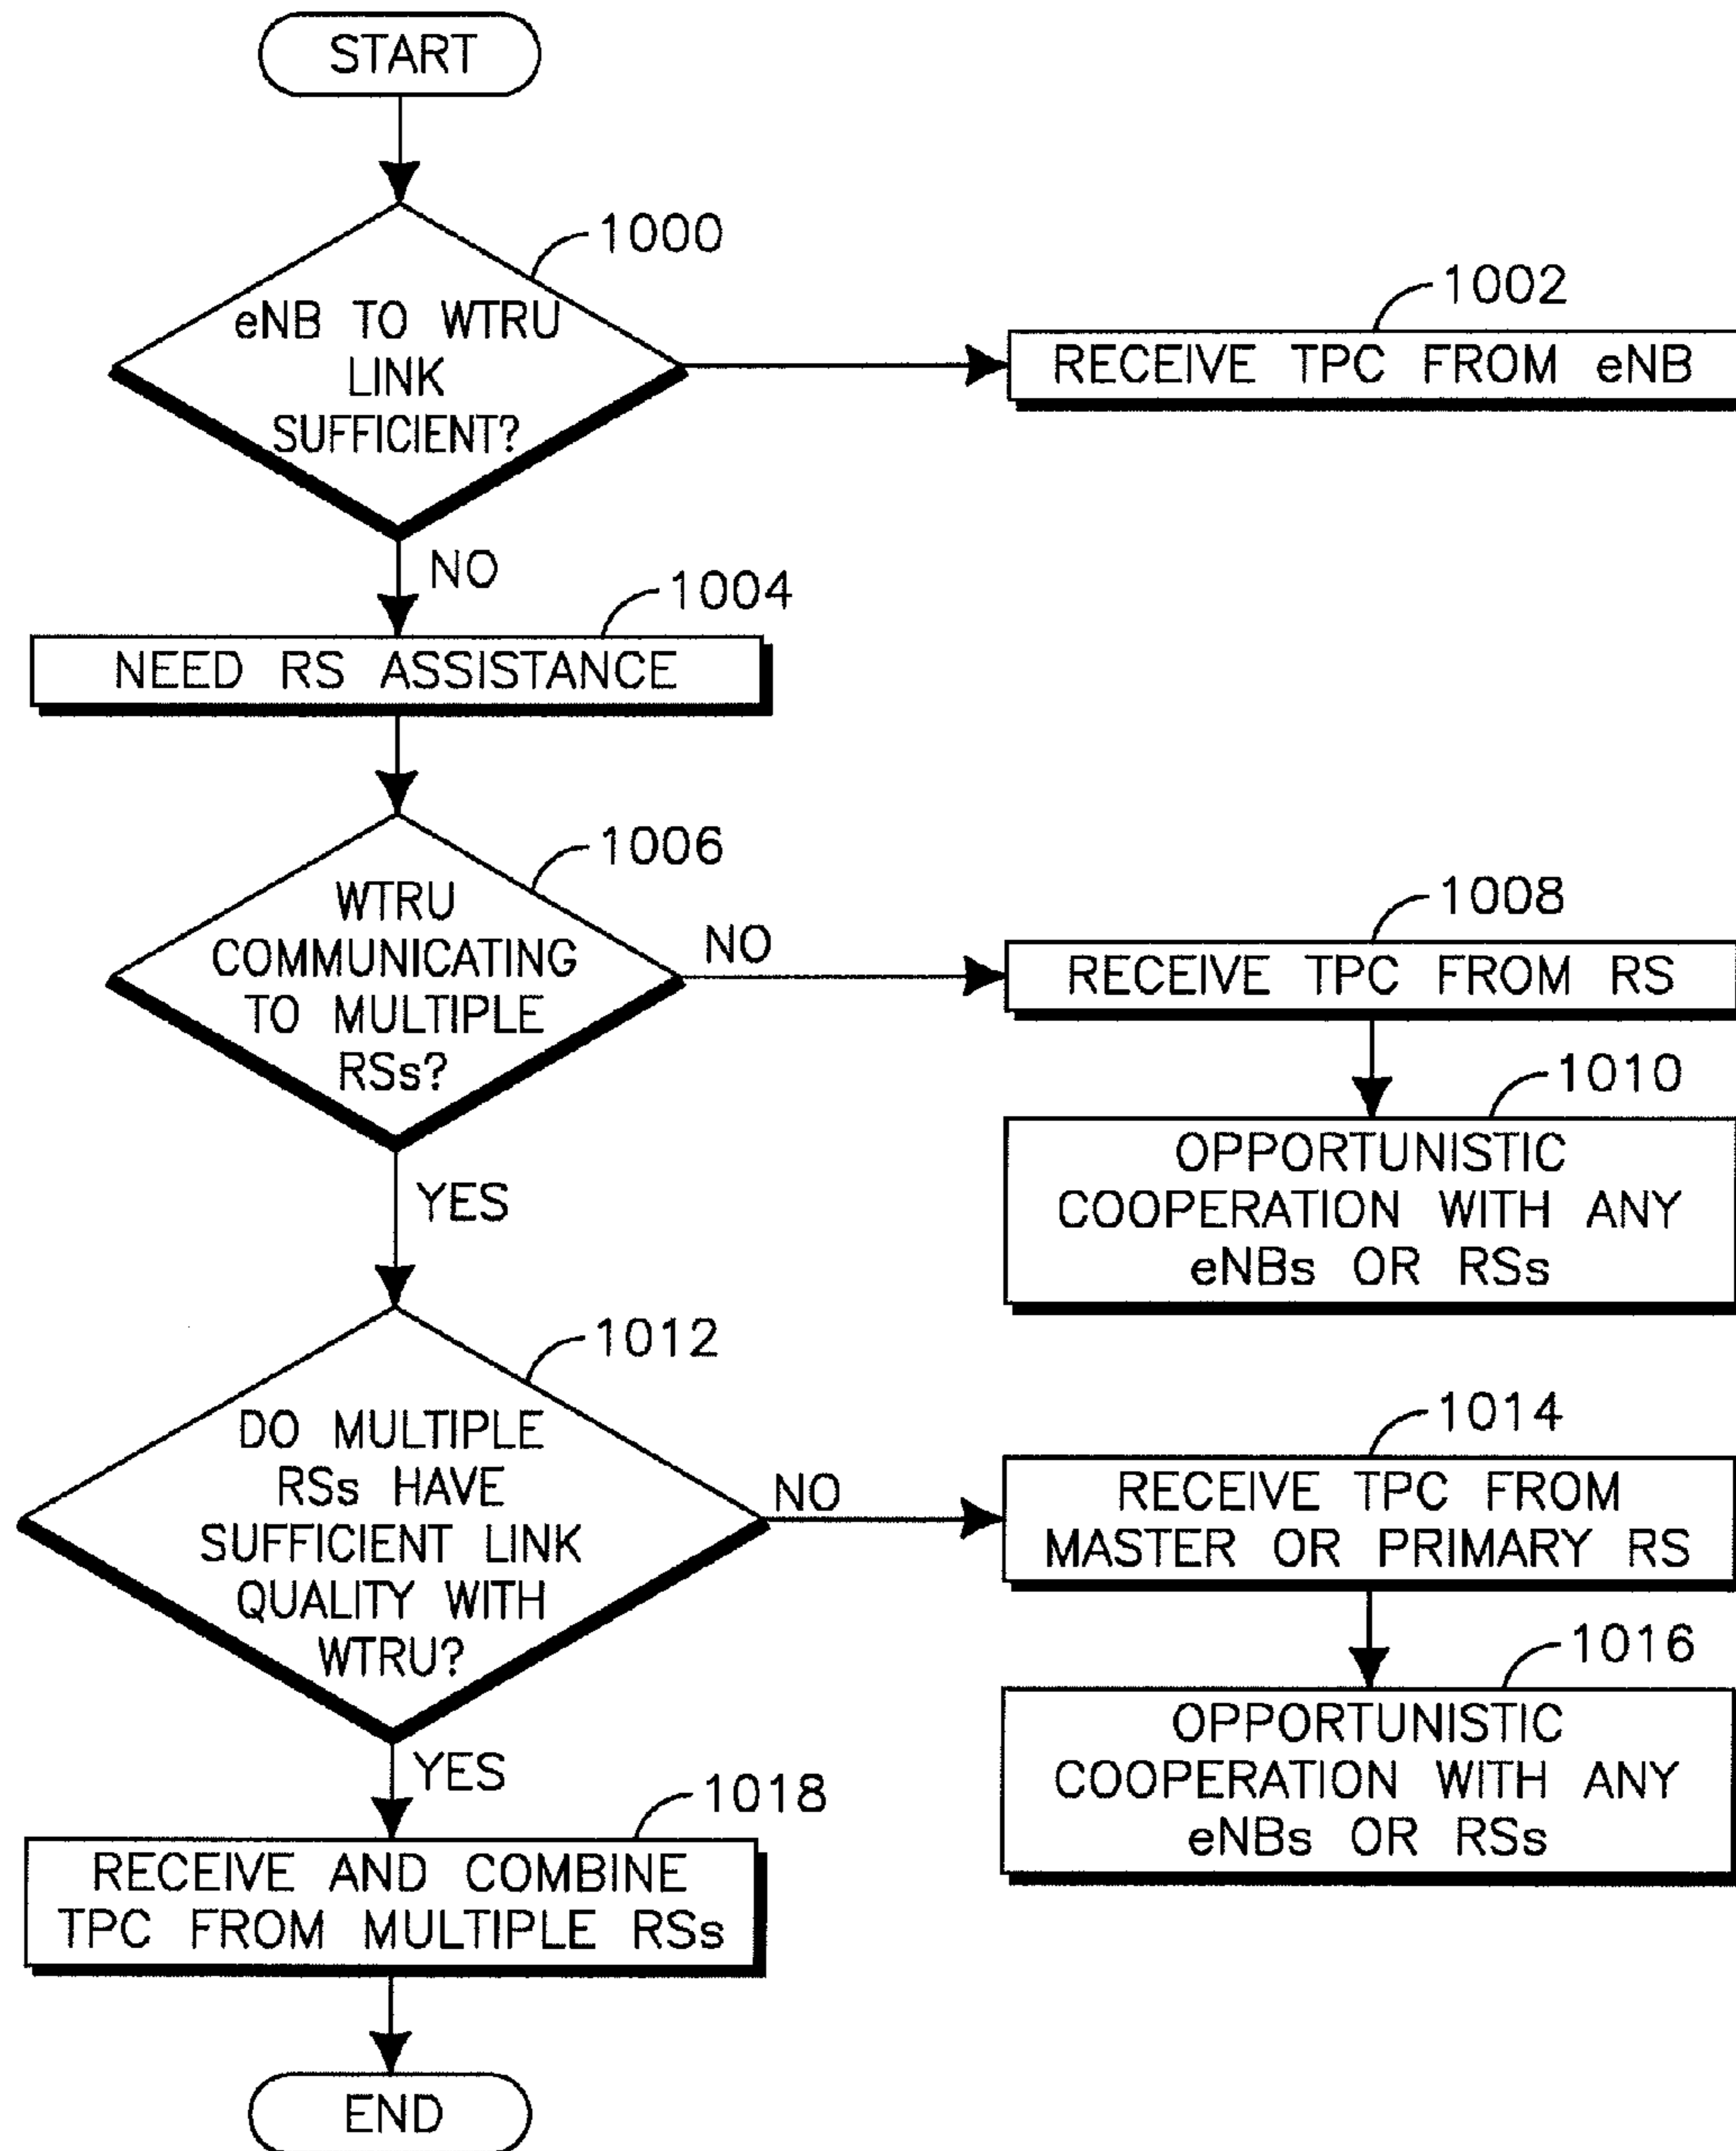 START
1000
eNB TO WTRU
LINK
SUFFICIENT?
1002
RECEIVE TPC FROM eNB
NO
1004
NEED RS ASSISTANCE
1006
WTRU
COMMUNICATING
TO MULTIPLE
RSs?
NO
1008
RECEIVE TPC FROM RS
1010
OPPORTUNISTIC
COOPERATION WITH ANY
eNBs OR RSs
YES
1012
DO MULTIPLE
RSs HAVE
SUFFICIENT LINK
QUALITY WITH
WTRU?
NO
1014
RECEIVE TPC FROM
MASTER OR PRIMARY RS
1016
OPPORTUNISTIC
COOPERATION WITH ANY
eNBs OR RSs
YES
1018
RECEIVE AND COMBINE
TPC FROM MULTIPLE RSs
END